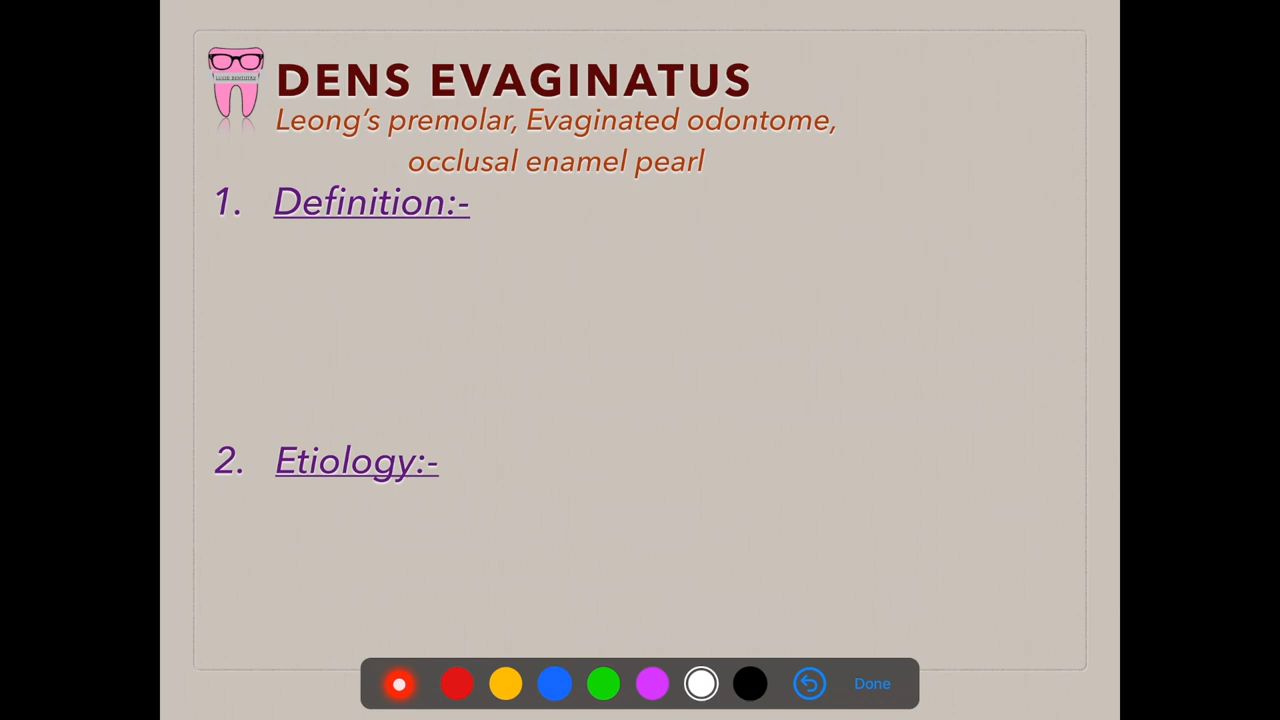 DENS EVAGINATUS
Leong’s premolar, Evaginated odontome,
occlusal enamel pearl
1. Definition:-
2. Etiology:-
Done